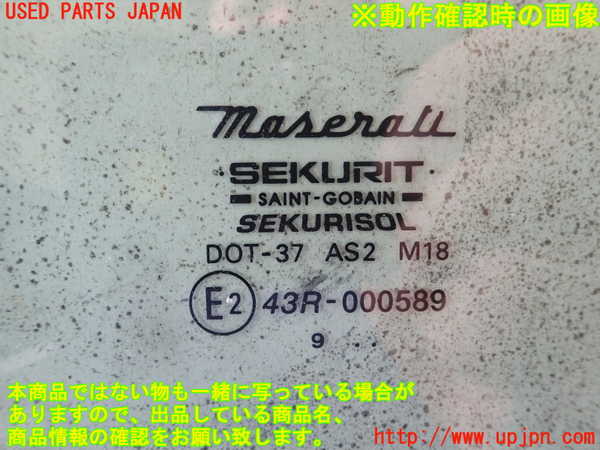 USED PARTS JAPAN
※動作確認時の画像
Maserati
SEKURIT
SAINT-GOBAIN
SEKURISOL
DOT-37 AS2 M18
E2 43R-000589
9 ..
本商品ではない物も一緒に写っている場合が
ありますので、出品している商品名、
商品情報の確認をお願い致します。
http://www.upjpn.com/